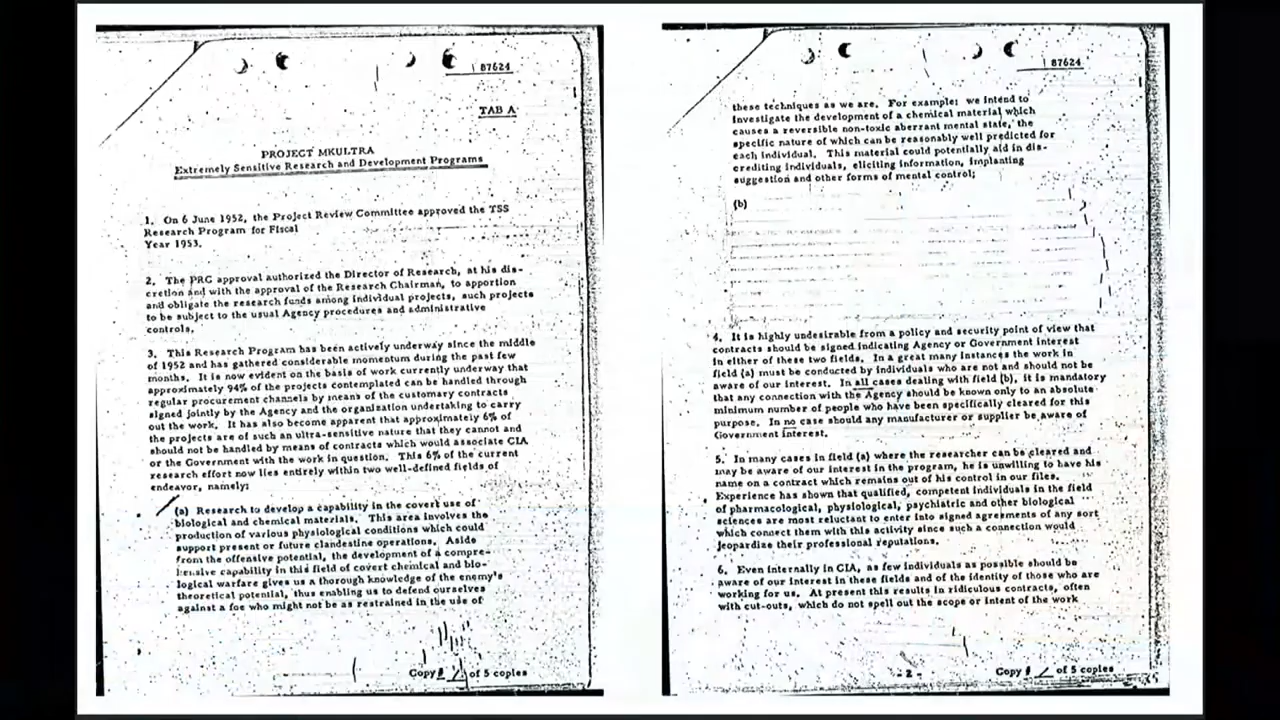 87624
TAB A
PROJECT MKULTRA
Extremely Sensitive Research and Development Programs
1. On 6 June 1952, the Project Review Committee approved the TSS
Research Program for Fiscal
Year 1953.
2. The PRC approval authorized the Director of Research, at his dis-
cretion and with the approval of the Research Chairman, to apportion
and obligate the research funds among individual projects, such projects
to be subject to the usual Agency procedures and administrative
controls.
3. This Research Program has been actively underway since the middle
of 1952 and has gathered considerable momentum during the past few
months. It is now evident on the basis of work currently underway that
approximately 94% of the projects contemplated can be handled through
regular procurement channels by means of the customary contracts
signed jointly by the Agency and the organization undertaking to carry
out the work. It has also become apparent that approximately 6% of
the projects are of such an ultra-sensitive nature that they cannot and
should not be handled by means of contracts which would associate CIA
or the Government with the work in question. This 6% of the current
research effort now lies entirely within two well-defined fields of
endeavor, namely:
(a) Research to develop a capability in the covert use of
biological and chemical materials. This area involves the
production of various physiological conditions which could
support present or future clandestine operations. Aside
from the offensive potential, the development of a compre-
hensive capability in this field of covert chemical and bio-
logical warfare gives us a thorough knowledge of the enemy's
theoretical potential, thus enabling us to defend ourselves
against a foe who might not be as restrained in the use of
Copy # 1 of 5 copies
87624
these techniques as we are. For example: we intend to
investigate the development of a chemical material which
causes a reversible non-toxic aberrant mental state, the
specific nature of which can be reasonably well predicted for
each individual. This material could potentially aid in dis-
crediting individuals, eliciting information, implanting
suggestion and other forms of mental control;
(b)
4. It is highly undesirable from a policy and security point of view that
contracts should be signed indicating Agency or Government interest
in either of these two fields. In a great many instances the work in
field (a) must be conducted by individuals who are not and should not be
aware of our interest. In all cases dealing with field (b), it is mandatory
that any connection with the Agency should be known only to an absolute
minimum number of people who have been specifically cleared for this
purpose. In no case should any manufacturer or supplier be aware of
Government interest.
5. In many cases in field (a) where the researcher can be cleared and
may be aware of our interest in the program, he is unwilling to have his
name on a contract which remains out of his control in our files.
Experience has shown that qualified, competent individuals in the field
of pharmacological, physiological, psychiatric and other biological
sciences are most reluctant to enter into signed agreements of any sort
which connect them with this activity since such a connection would
jeopardize their professional reputations.
6. Even internally in CIA, as few individuals as possible should be
aware of our interest in these fields and of the identity of those who are
working for us. At present this results in ridiculous contracts, often
with cut-outs, which do not spell out the scope or intent of the work
- 2 -
Copy # 1 of 5 copies